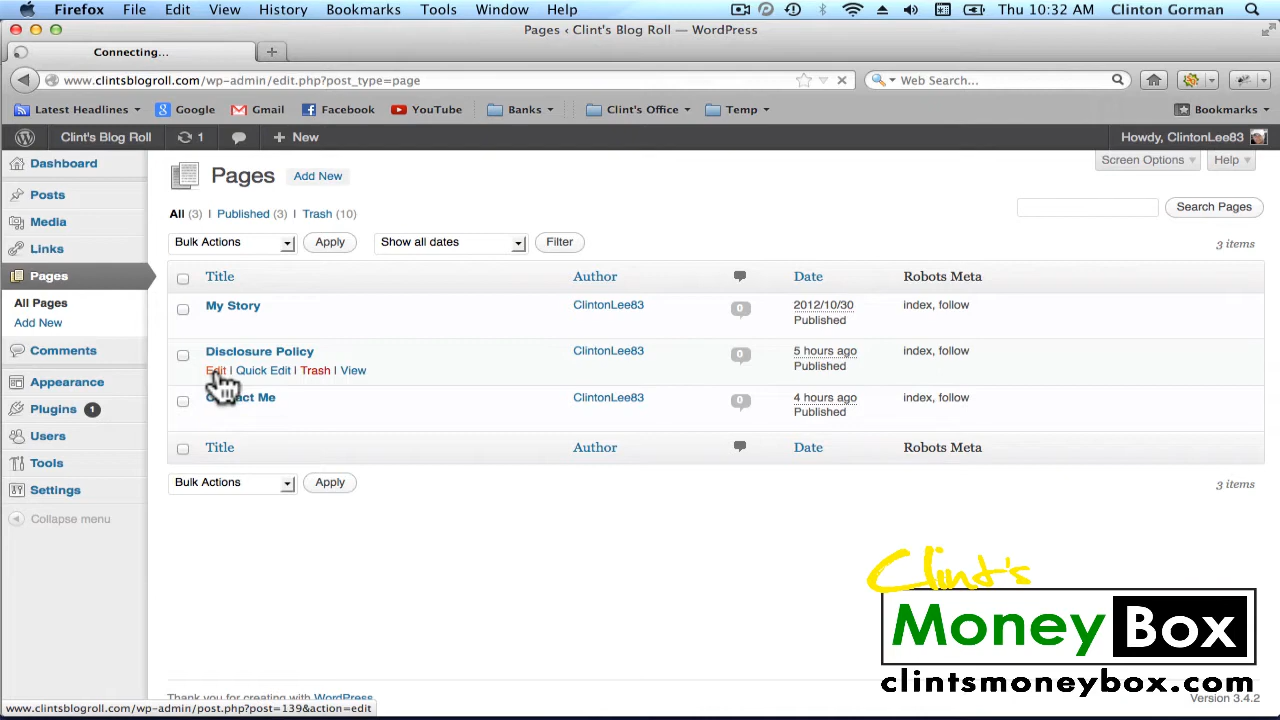 Firefox File Edit View History Bookmarks Tools Window Help Thu 10:32 AM Clinton Gorman
Pages ‹ Clint's Blog Roll — WordPress
Connecting...
www.clintsblogroll.com/wp-admin/edit.php?post_type=page Web Search...
Latest Headlines Google Gmail Facebook YouTube Banks Clint's Office Temp Bookmarks
Clint's Blog Roll 1 + New Howdy, ClintonLee83
Dashboard
Posts
Media
Links
Pages
All Pages
Add New
Comments
Appearance
Plugins 1
Users
Tools
Settings
Collapse menu
Screen Options Help
Pages Add New
All (3) | Published (3) | Trash (10)
Search Pages
Bulk Actions Apply Show all dates Filter 3 items
Title Author Date Robots Meta
My Story ClintonLee83 0 2012/10/30 index, follow
Published
Disclosure Policy ClintonLee83 0 5 hours ago index, follow
Edit | Quick Edit | Trash | View Published
Me ClintonLee83 0 4 hours ago index, follow
Published
Title Author Date Robots Meta
Bulk Actions Apply 3 items
Clint's
Money Box
clintsmoneybox.com
Thank you for creating with WordPress.
Version 3.4.2
www.clintsblogroll.com/wp-admin/post.php?post=139&action=edit